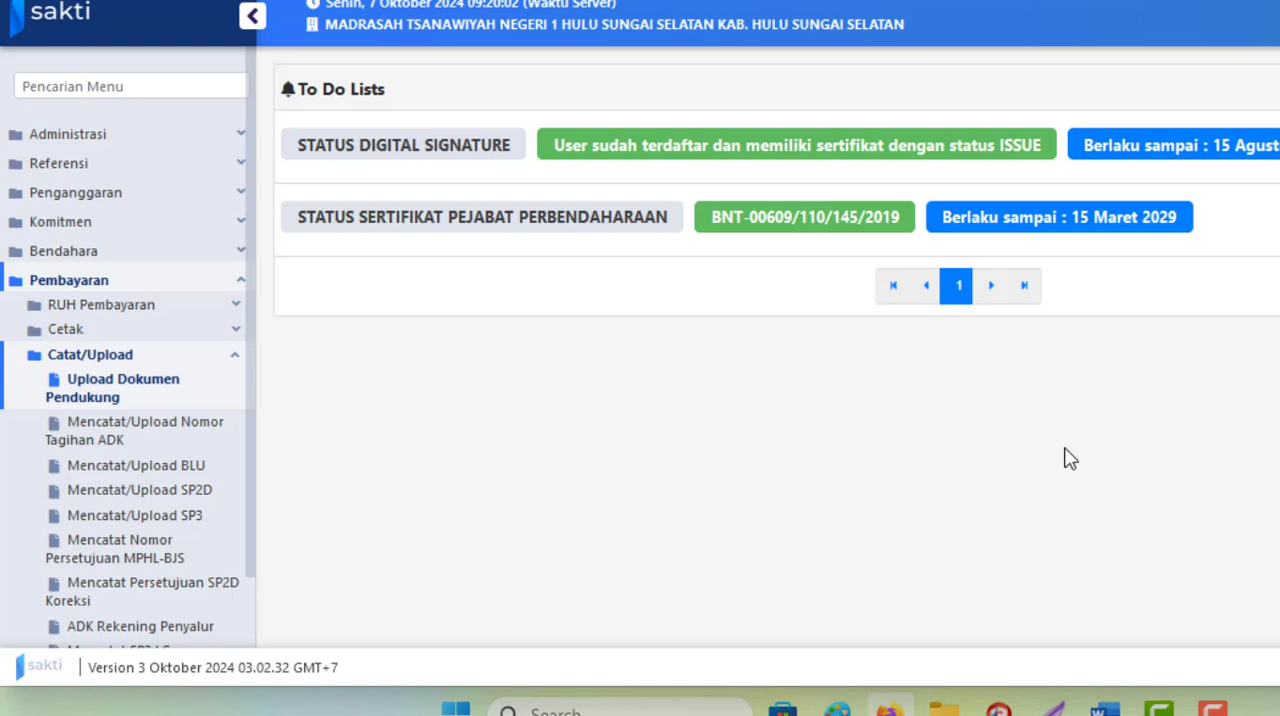 sakti
Senin, 7 Oktober 2024 09:20:02 (Waktu Server)
MADRASAH TSANAWIYAH NEGERI 1 HULU SUNGAI SELATAN KAB. HULU SUNGAI SELATAN
Pencarian Menu
Administrasi
Referensi
Penganggaran
Komitmen
Bendahara
Pembayaran
RUH Pembayaran
Cetak
Catat/Upload
Upload Dokumen
Pendukung
Mencatat/Upload Nomor
Tagihan ADK
Mencatat/Upload BLU
Mencatat/Upload SP2D
Mencatat/Upload SP3
Mencatat Nomor
Persetujuan MPHL-BJS
Mencatat Persetujuan SP2D
Koreksi
ADK Rekening Penyalur
To Do Lists
STATUS DIGITAL SIGNATURE User sudah terdaftar dan memiliki sertifikat dengan status ISSUE Berlaku sampai : 15 Agust
STATUS SERTIFIKAT PEJABAT PERBENDAHARAAN BNT-00609/110/145/2019 Berlaku sampai : 15 Maret 2029
1
sakti Version 3 Oktober 2024 03.02.32 GMT+7
Search